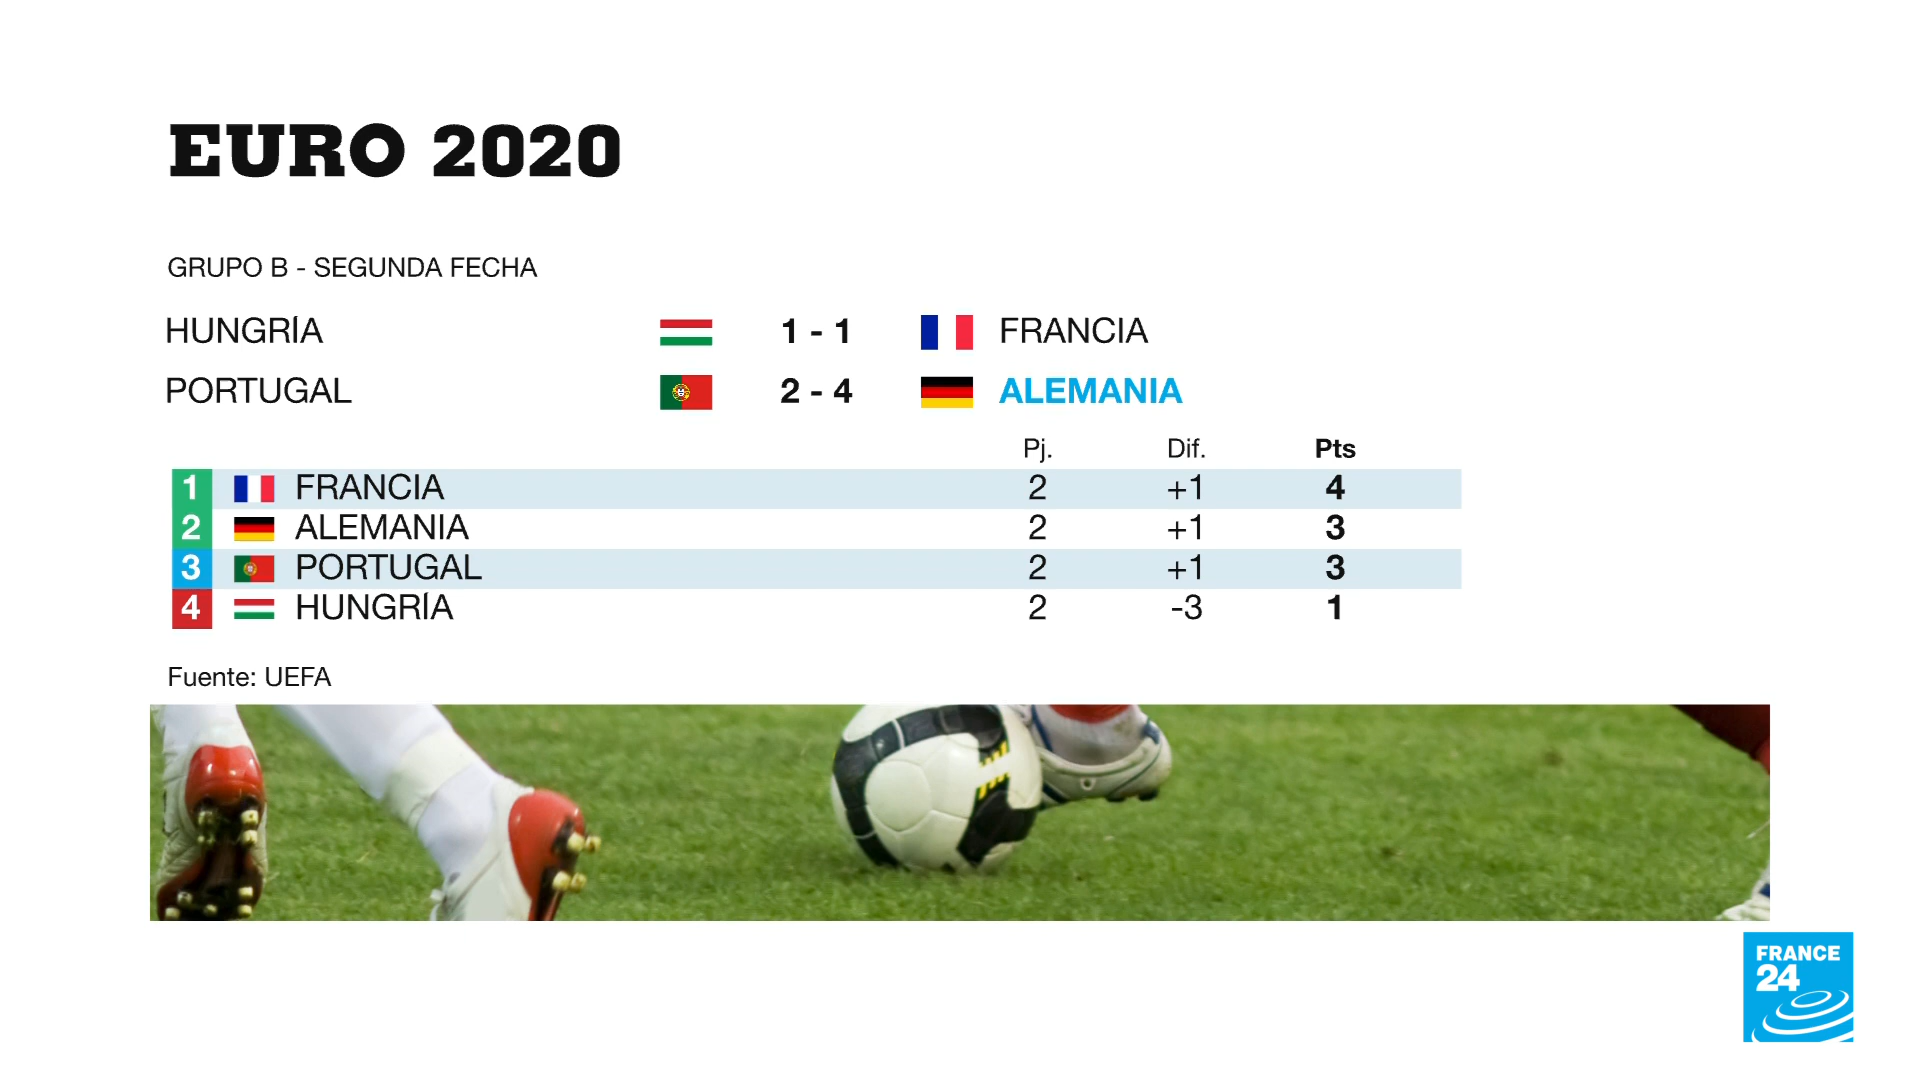 EURO 2020
GRUPO B - SEGUNDA FECHA
HUNGRÍA 1 - 1 FRANCIA
PORTUGAL 2 - 4 ALEMANIA
Pj. Dif. Pts
1 FRANCIA 2 +1 4
2 ALEMANIA 2 +1 3
3 PORTUGAL 2 +1 3
4 HUNGRÍA 2 -3 1
Fuente: UEFA
FRANCE
24